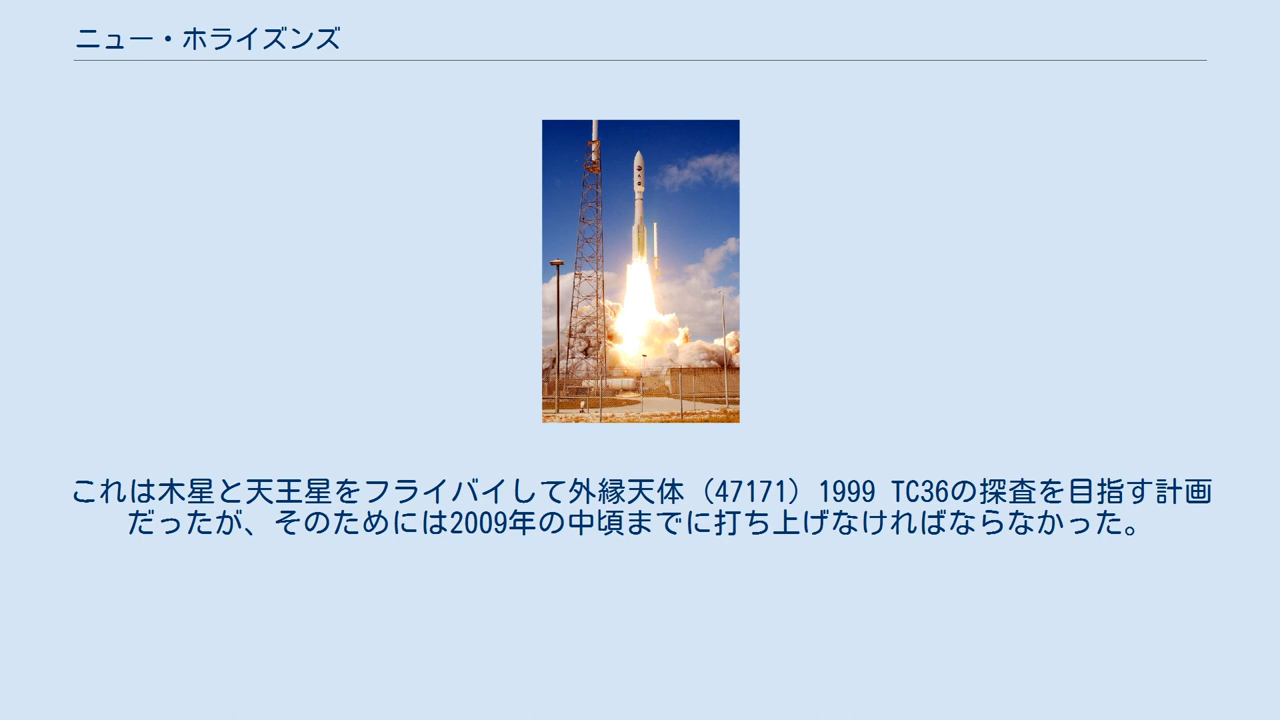 ニュー・ホライズンズ
これは木星と天王星をフライバイして外縁天体（47171）1999 TC36の探査を目指す計画
だったが、そのためには2009年の中頃までに打ち上げなければならなかった。